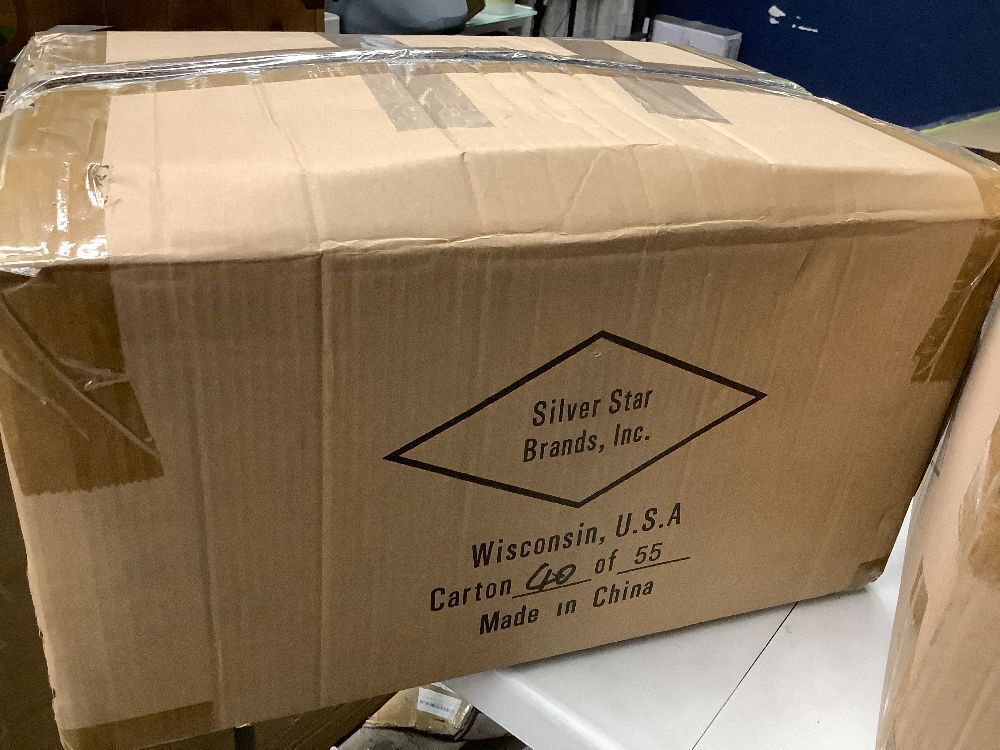 Silver Star
Brands, Inc.
Wisconsin, U.S.A
Carton 40 of 55
Made in China